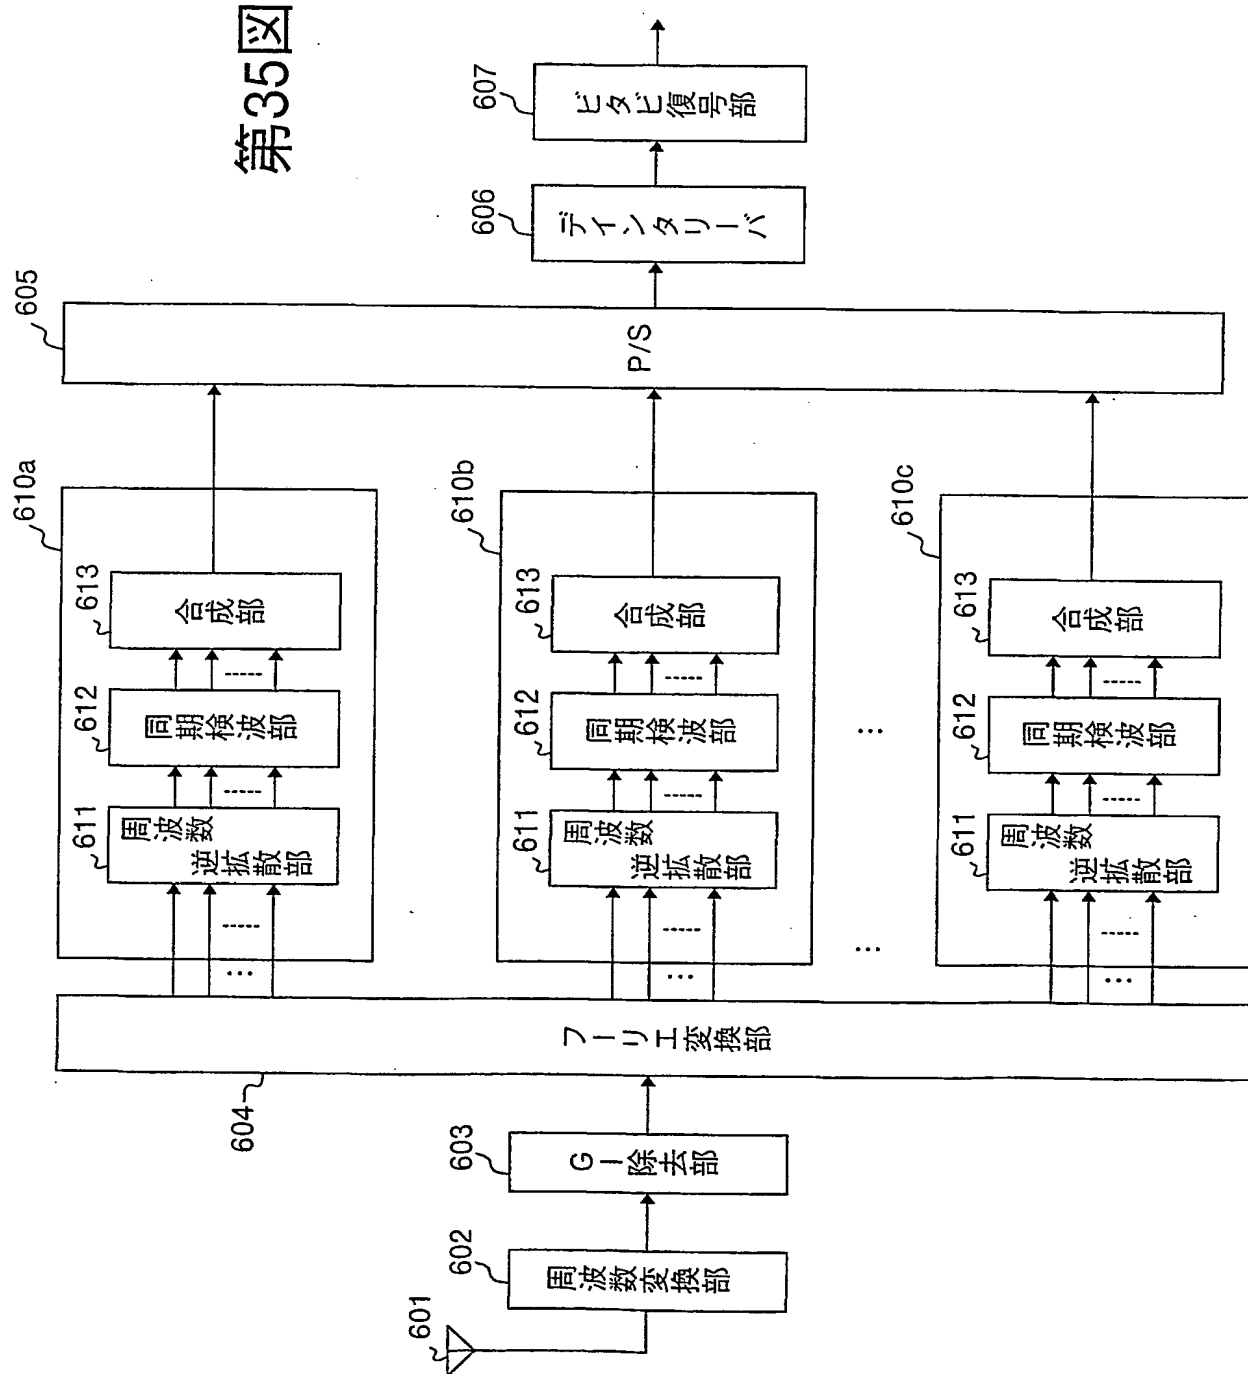 第35図
601
602
周波数変換部
603
GI除去部
604
フーリエ変換部
610a
611
周波数
逆拡散部
612
同期検波部
613
合成部
610b
611
周波数
逆拡散部
612
同期検波部
613
合成部
610c
611
周波数
逆拡散部
612
同期検波部
613
合成部
605
P/S
606
デインタリーバ
607
ビタビ復号部